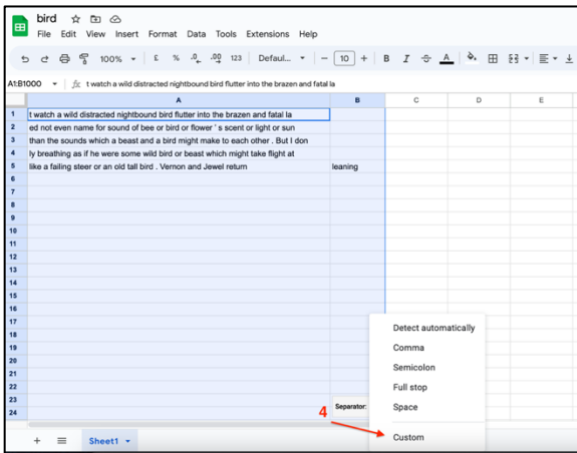 bird
File Edit View Insert Format Data Tools Extensions Help
100% £ % .0 .00 123 Defaul... - 10 + B I A
A1:B1000 fx t watch a wild distracted nightbound bird flutter into the brazen and fatal la
A B C D E
1 t watch a wild distracted nightbound bird flutter into the brazen and fatal la
2 ed not even name for sound of bee or bird or flower ' s scent or light or sun
3 than the sounds which a beast and a bird might make to each other . But I don
4 ly breathing as if he were some wild bird or beast which might take flight at
5 like a failing steer or an old tall bird . Vernon and Jewel return leaning
6
7
8
9
10
11
12
13
14
15
16
17
18 Detect automatically
19 Comma
20 Semicolon
21
22 Full stop
23 Separator: Space
24
4 Custom
+ Sheet1